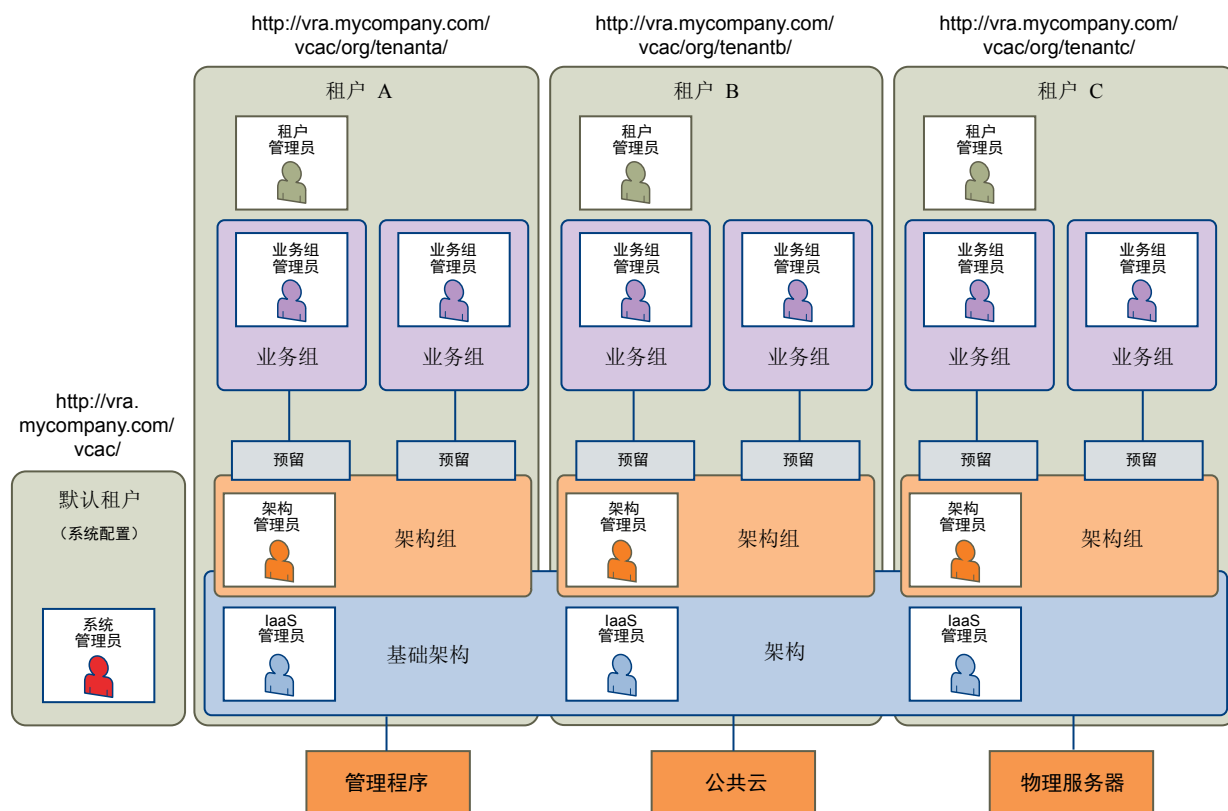 http://vra.mycompany.com/
vcac/org/tenanta/
http://vra.mycompany.com/
vcac/org/tenantb/
http://vra.mycompany.com/
vcac/org/tenantc/
租户 A
租户 B
租户 C
租户
管理员
租户
管理员
租户
管理员
业务组
管理员
业务组
管理员
业务组
管理员
业务组
管理员
业务组
管理员
业务组
管理员
业务组
业务组
业务组
业务组
业务组
业务组
http://vra.
mycompany.com/
vcac/
预留
预留
预留
预留
预留
预留
默认租户
（系统配置）
架构
管理员
架构组
架构
管理员
架构组
架构
管理员
架构组
系统
管理员
IaaS
管理员
基础架构
IaaS
管理员
架构
IaaS
管理员
管理程序
公共云
物理服务器